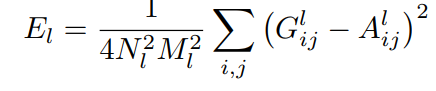 E_l = \frac{1}{4N_l^2 M_l^2} \sum_{i,j} \left( G_{ij}^l - A_{ij}^l \right)^2